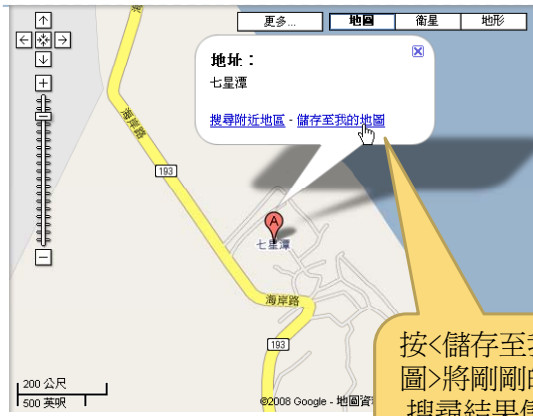 更多... 地圖 衛星 地形
地址：
七星潭
搜尋附近地區 - 儲存至我的地圖
海岸路
193
A
七星潭
海岸路
193
200 公尺
500 英呎
©2008 Google - 地圖資
按<儲存至我
圖>將剛剛的
搜尋結果儲